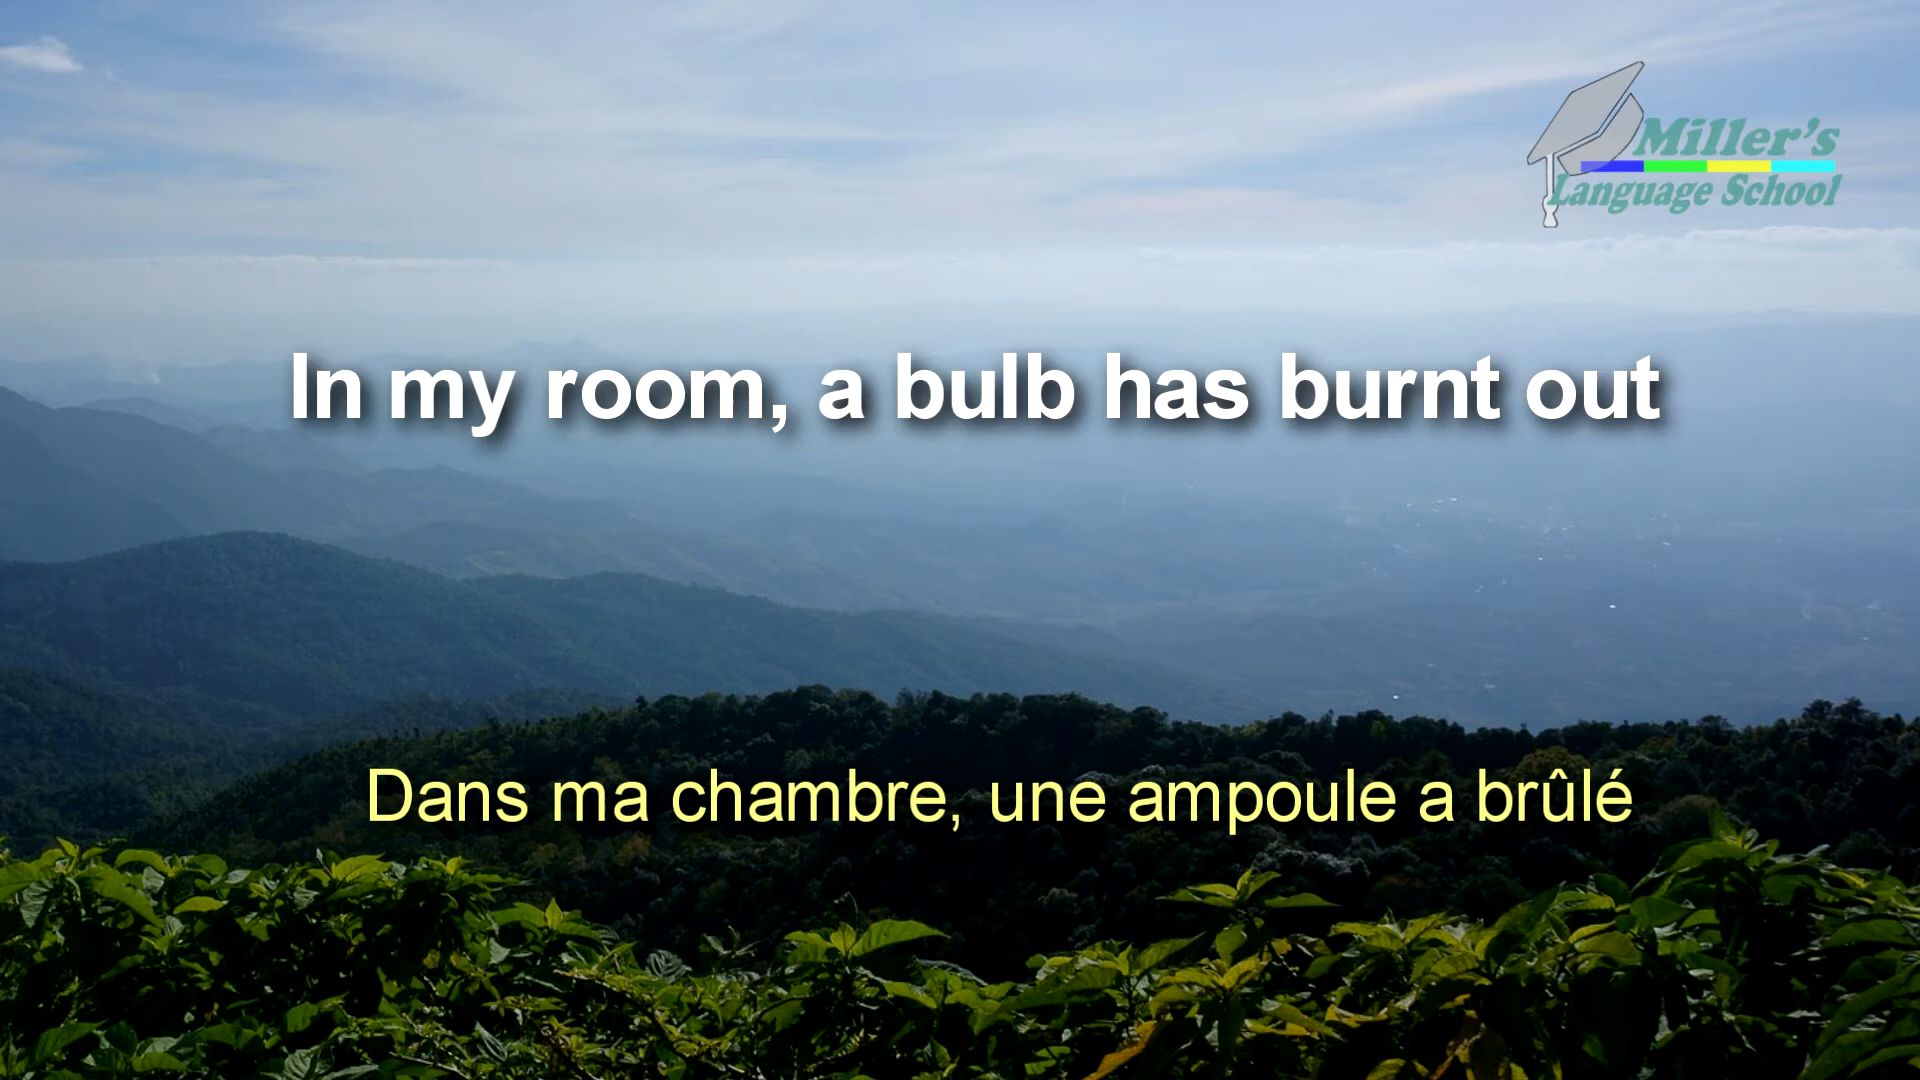 Miller's
Language School
In my room, a bulb has burnt out
Dans ma chambre, une ampoule a brûlé